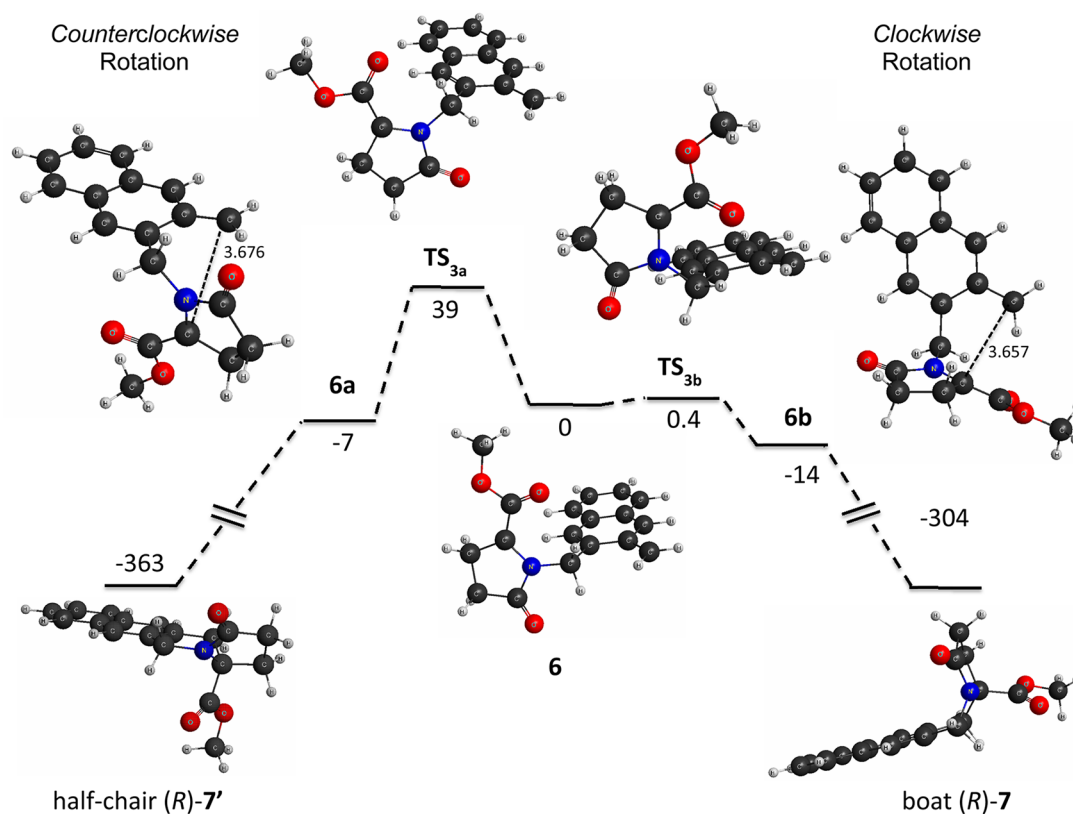 Counterclockwise
Rotation
Clockwise
Rotation
3.676
TS3a
39
TS3b
0.4
3.657
6a
-7
0
6b
-14
-363
-304
6
half-chair (R)-7’
boat (R)-7